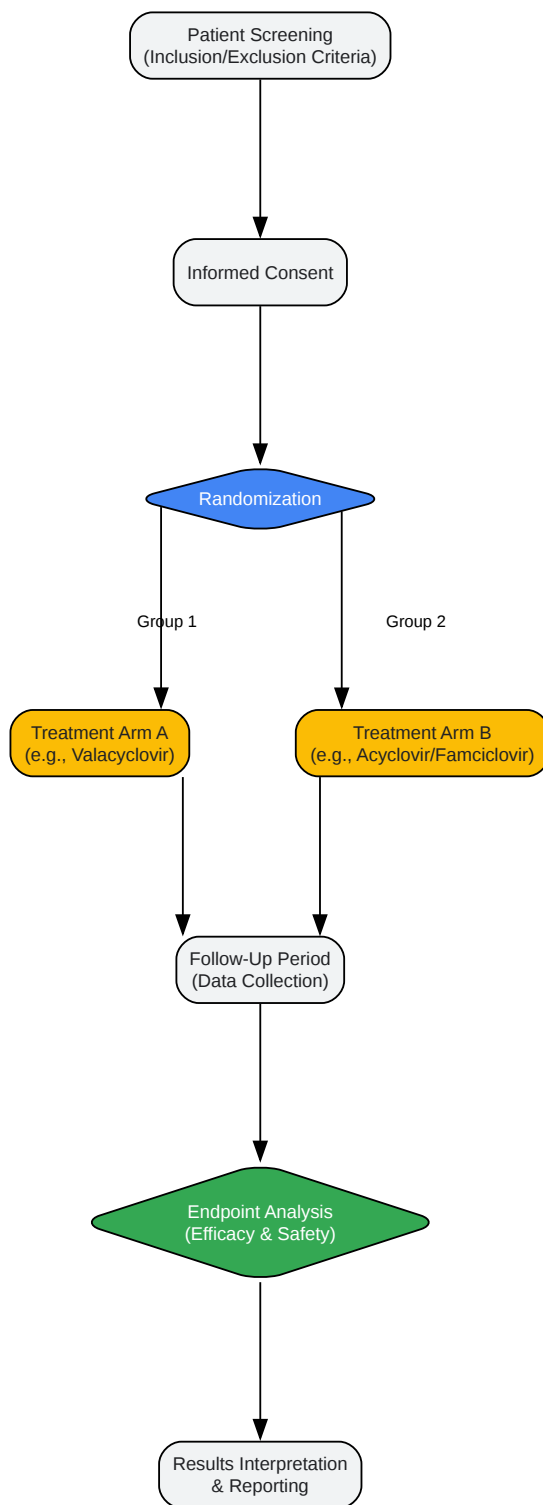 Patient Screening
(Inclusion/Exclusion Criteria)
Informed Consent
Randomization
Group 1
Group 2
Treatment Arm A
(e.g., Valacyclovir)
Treatment Arm B
(e.g., Acyclovir/Famciclovir)
Follow-Up Period
(Data Collection)
Endpoint Analysis
(Efficacy & Safety)
Results Interpretation
& Reporting